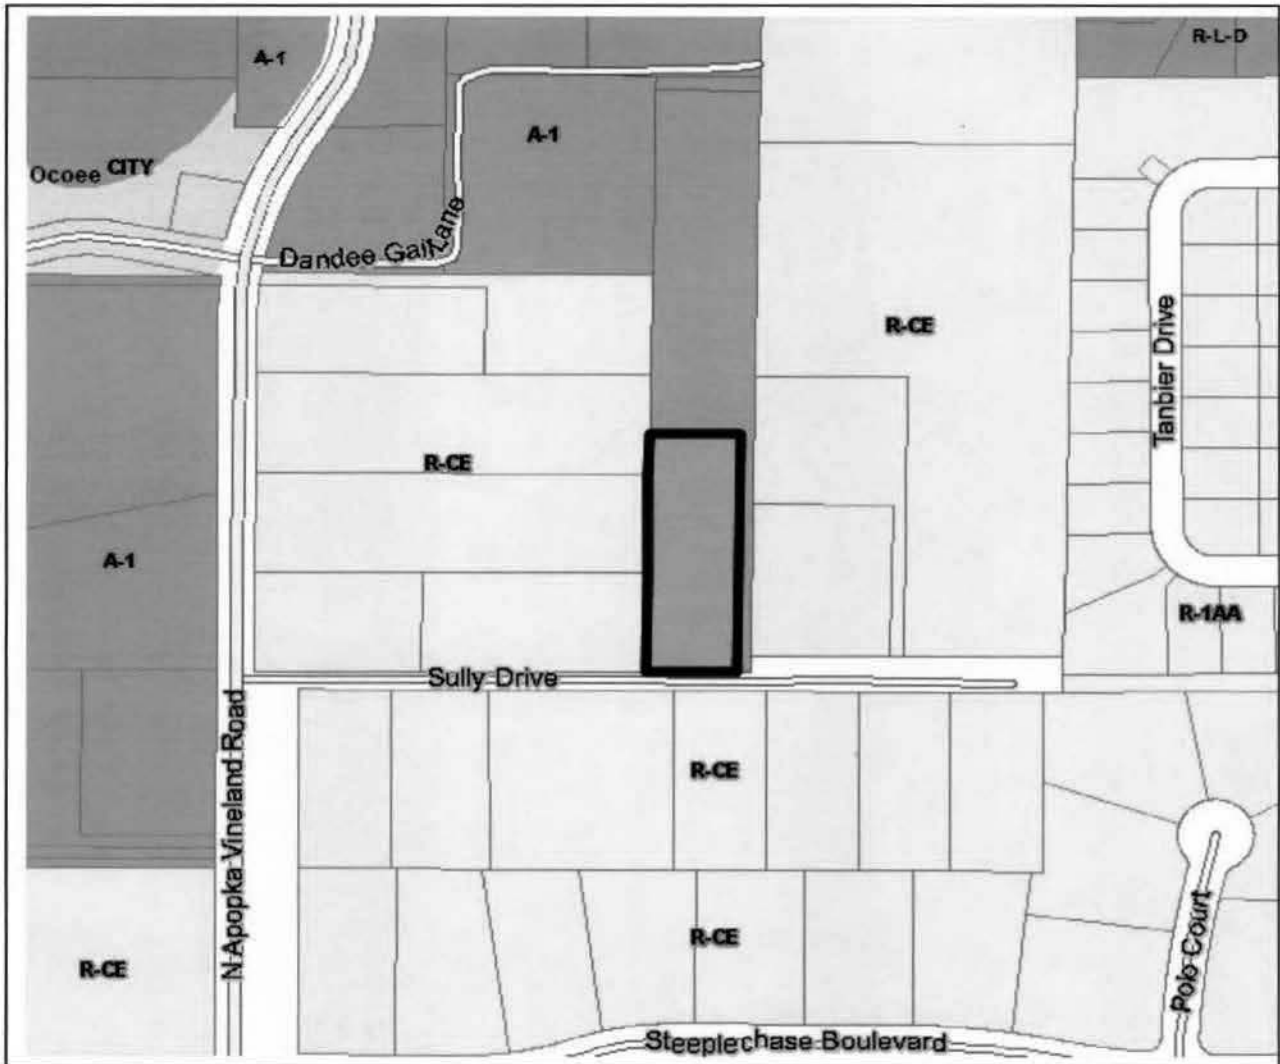 R-L-D
A-1
A-1
Ocoee CITY
Dandee Gail Lane
R-CE
Tanbier Drive
R-CE
A-1
R-1AA
Sully Drive
N Apopka Vineland Road
R-CE
R-CE
R-CE
Polo Court
Steeplechase Boulevard